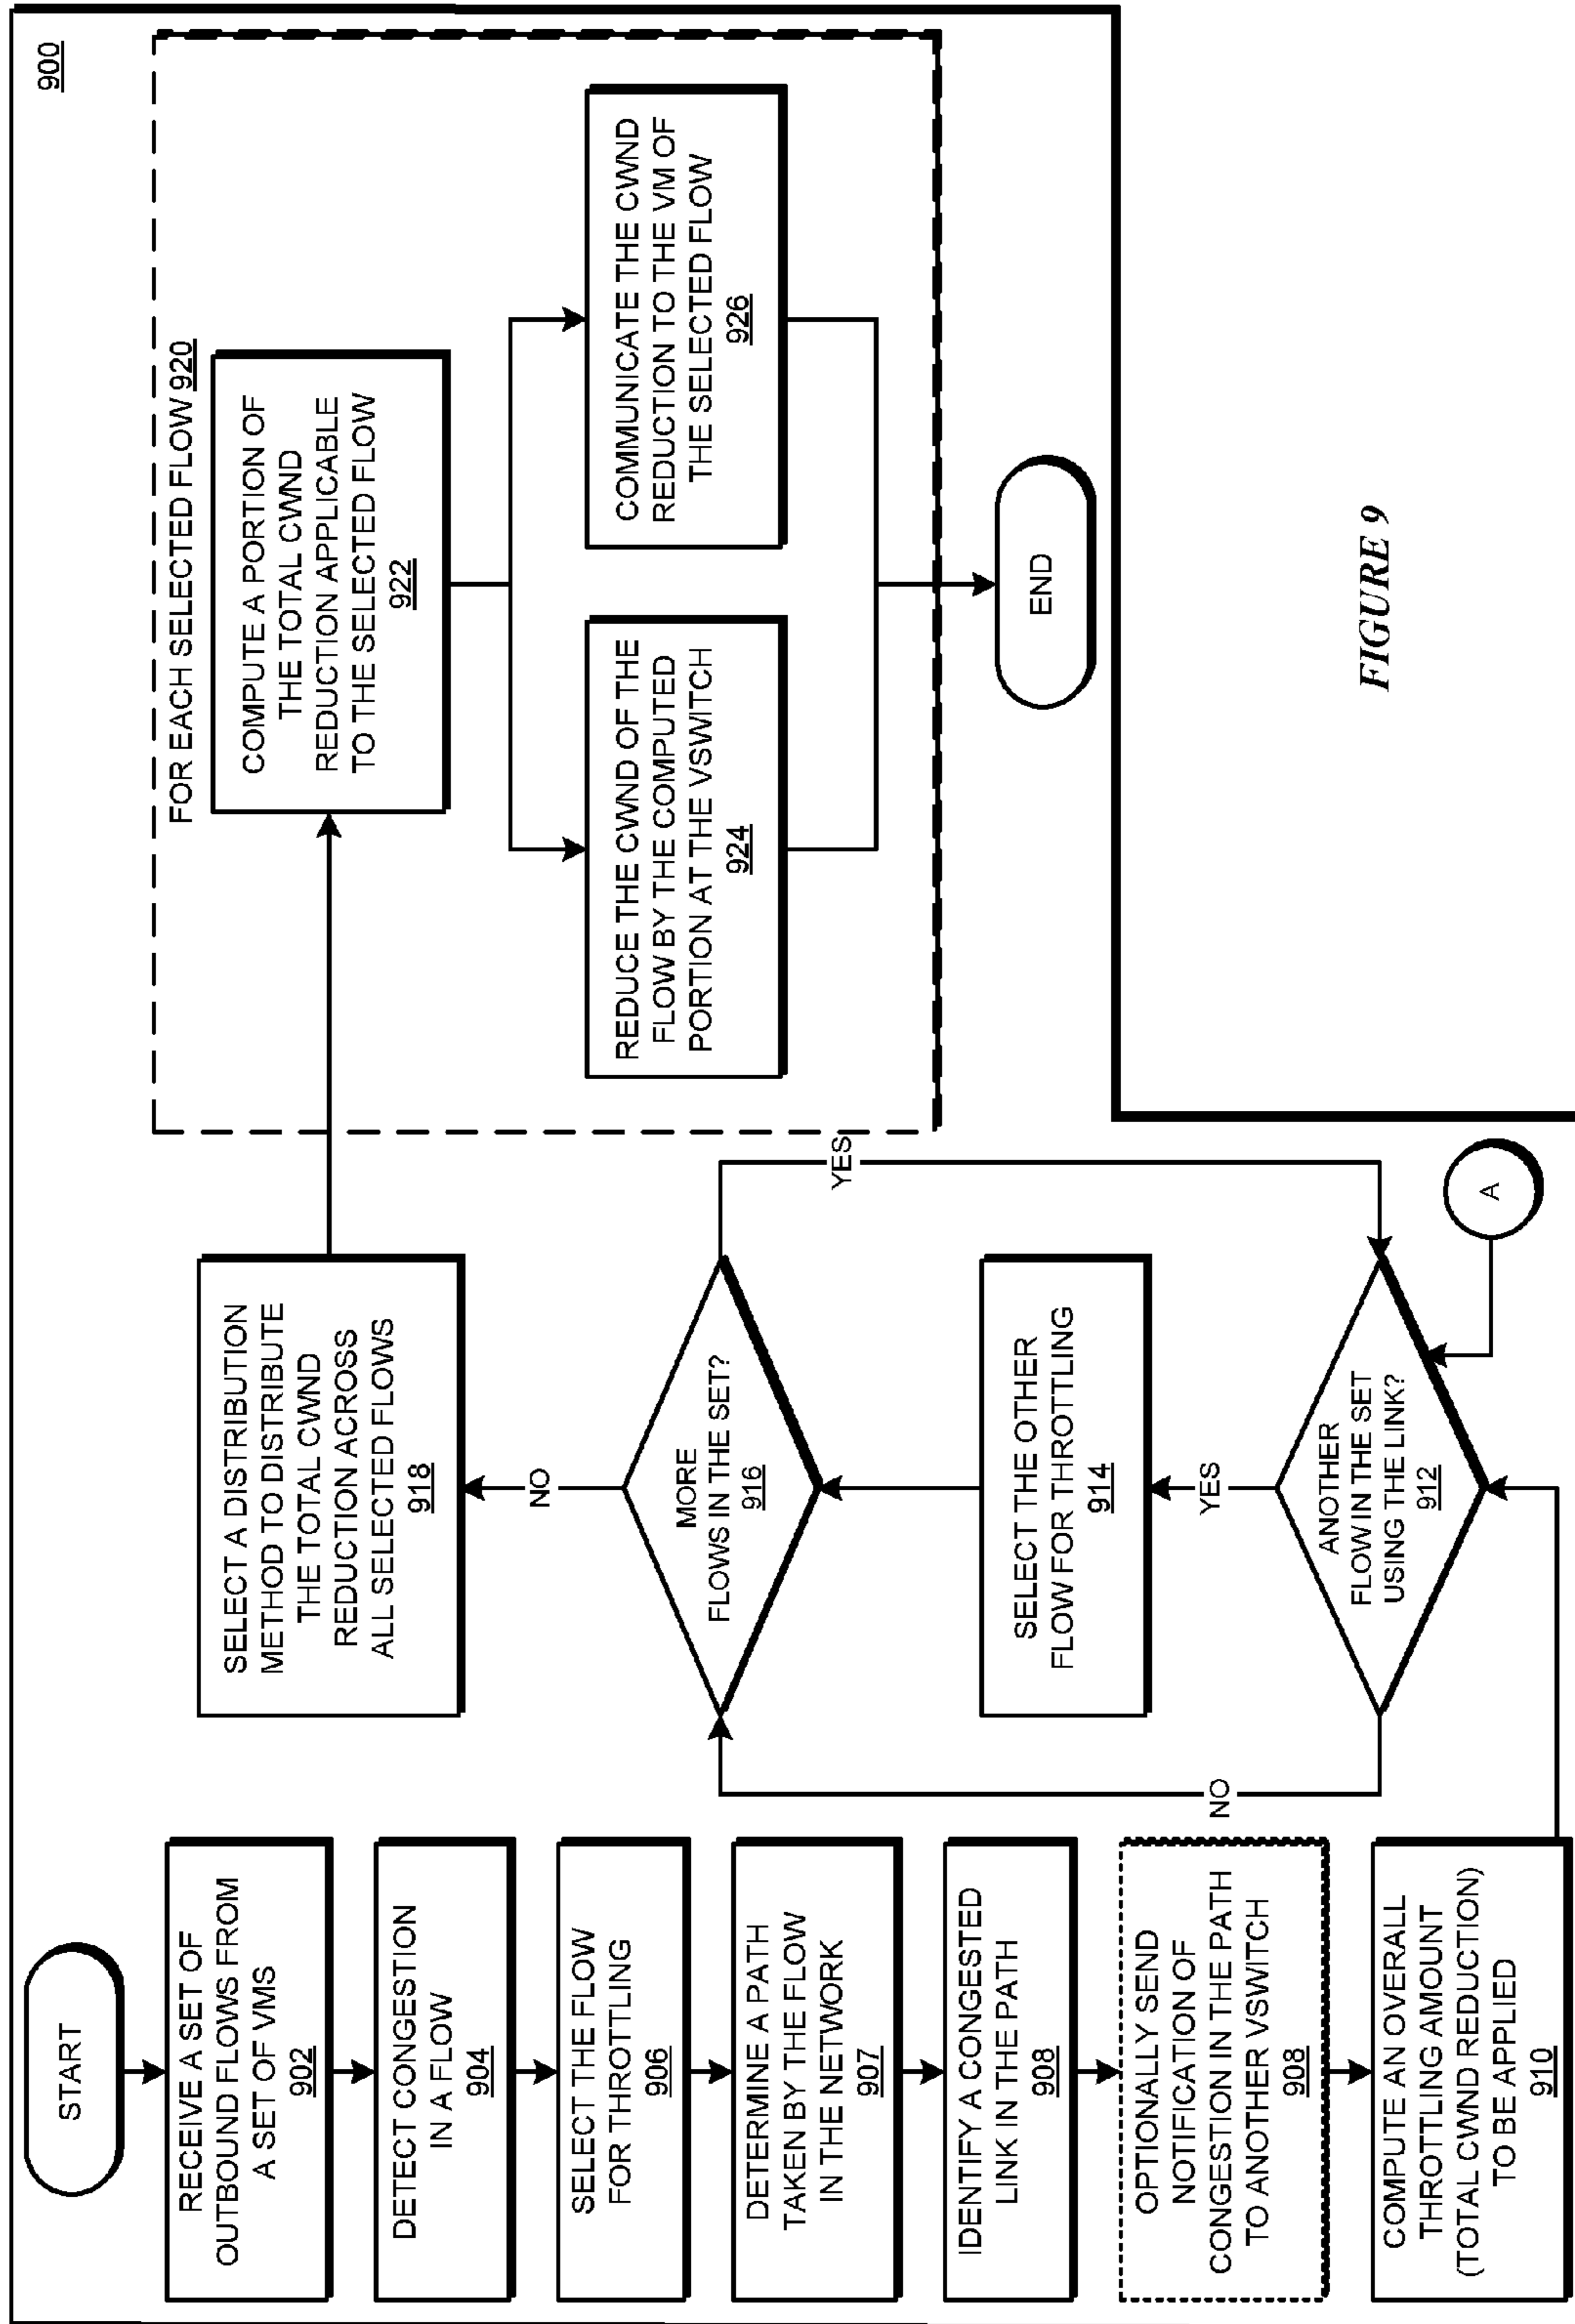 900
START
RECEIVE A SET OF
OUTBOUND FLOWS FROM
A SET OF VMS
902
DETECT CONGESTION
IN A FLOW
904
SELECT THE FLOW
FOR THROTTLING
906
DETERMINE A PATH
TAKEN BY THE FLOW
IN THE NETWORK
907
IDENTIFY A CONGESTED
LINK IN THE PATH
908
OPTIONALLY SEND
NOTIFICATION OF
CONGESTION IN THE PATH
TO ANOTHER VSWITCH
908
COMPUTE AN OVERALL
THROTTLING AMOUNT
(TOTAL CWND REDUCTION)
TO BE APPLIED
910
A
ANOTHER
FLOW IN THE SET
USING THE LINK?
912
NO
YES
SELECT THE OTHER
FLOW FOR THROTTLING
914
MORE
FLOWS IN THE SET?
916
YES
NO
SELECT A DISTRIBUTION
METHOD TO DISTRIBUTE
THE TOTAL CWND
REDUCTION ACROSS
ALL SELECTED FLOWS
918
FOR EACH SELECTED FLOW 920
COMPUTE A PORTION OF
THE TOTAL CWND
REDUCTION APPLICABLE
TO THE SELECTED FLOW
922
REDUCE THE CWND OF THE
FLOW BY THE COMPUTED
PORTION AT THE VSWITCH
924
COMMUNICATE THE CWND
REDUCTION TO THE VM OF
THE SELECTED FLOW
926
END
FIGURE 9